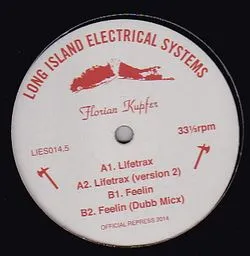 LONG ISLAND ELECTRICAL SYSTEMS
Florian Kupfer
LIES014.5
33⅓rpm
A1. Lifetrax
A2. Lifetrax (version 2)
B1. Feelin
B2. Feelin (Dubb Micx)
OFFICIAL REPRESS 2014